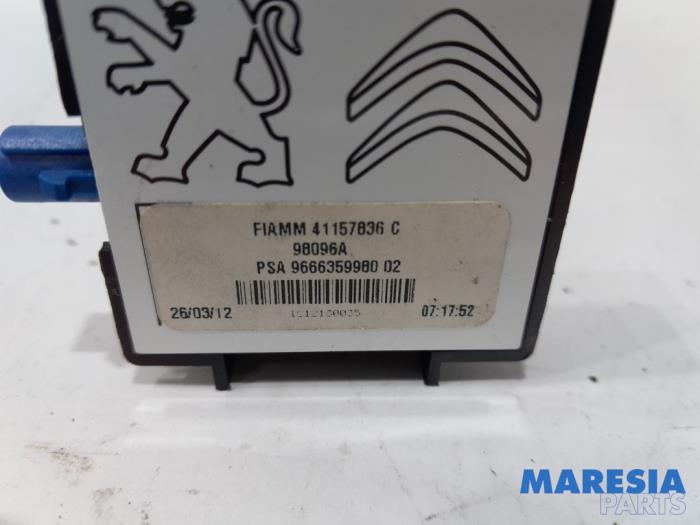 FIAMM 41157836 C
98096A
PSA 9666359980 02
26/03/12 07:17:52
MARESIA
PARTS